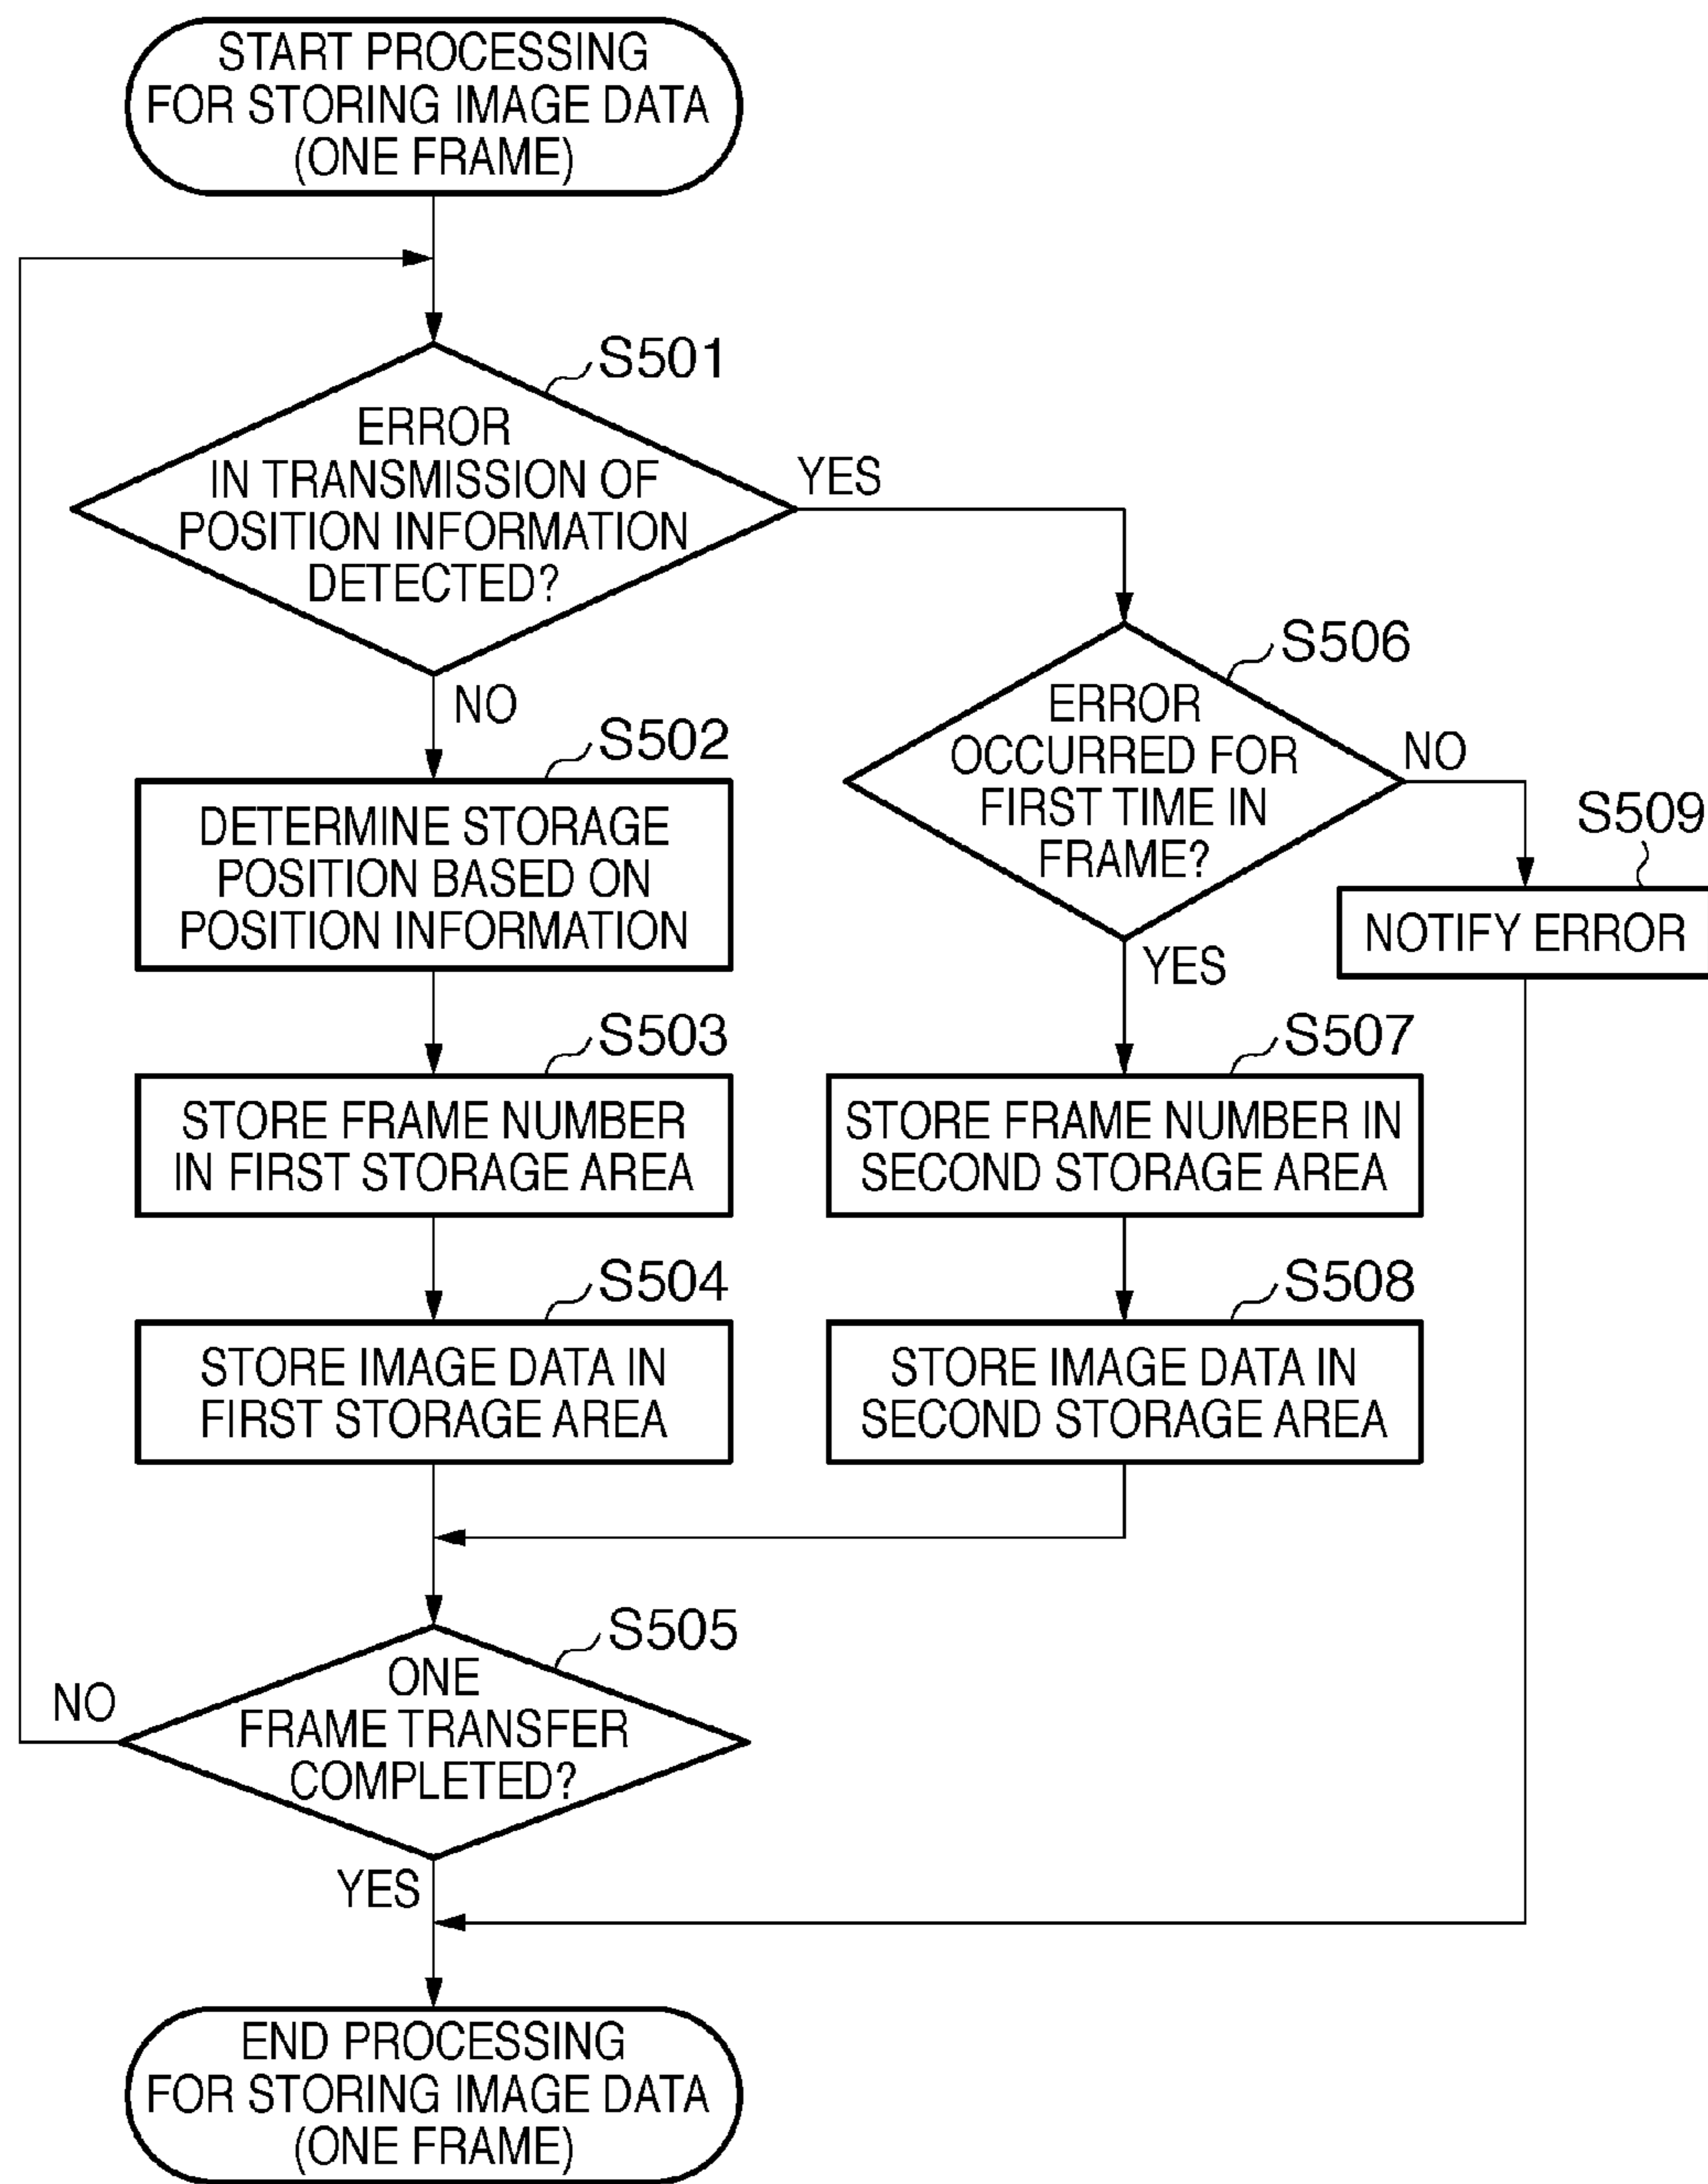 START PROCESSING
FOR STORING IMAGE DATA
(ONE FRAME)
S501
ERROR
IN TRANSMISSION OF
POSITION INFORMATION
DETECTED?
YES
NO
S506
ERROR
OCCURRED FOR
FIRST TIME IN
FRAME?
NO
YES
S509
NOTIFY ERROR
S502
DETERMINE STORAGE
POSITION BASED ON
POSITION INFORMATION
S503
STORE FRAME NUMBER
IN FIRST STORAGE AREA
S507
STORE FRAME NUMBER IN
SECOND STORAGE AREA
S504
STORE IMAGE DATA IN
FIRST STORAGE AREA
S508
STORE IMAGE DATA IN
SECOND STORAGE AREA
S505
ONE
FRAME TRANSFER
COMPLETED?
NO
YES
END PROCESSING
FOR STORING IMAGE DATA
(ONE FRAME)